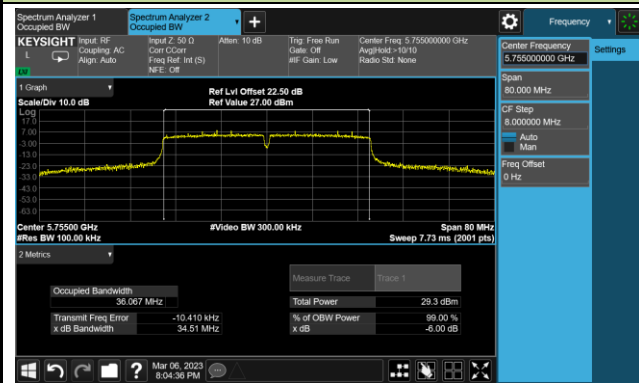 Spectrum Analyzer 1
Occupied BW
Spectrum Analyzer 2
Occupied BW
Frequency
KEYSIGHT
L
Input: RF
Coupling: AC
Align: Auto
Input Z: 50 Ω
Corr CCorr
Freq Ref: Int (S)
NFE: Off
Atten: 10 dB
Trig: Free Run
Gate: Off
#IF Gain: Low
Center Freq: 5.755000000 GHz
Avg|Hold:>10/10
Radio Std: None
Center Frequency
5.755000000 GHz
Settings
Span
80.000 MHz
CF Step
8.000000 MHz
Auto
Man
Freq Offset
0 Hz
1 Graph
Scale/Div 10.0 dB
Ref Lvl Offset 22.50 dB
Ref Value 27.00 dBm
Log
17.0
7.00
-3.00
-13.0
-23.0
-33.0
-43.0
-53.0
-63.0
Center 5.75500 GHz
#Res BW 100.00 kHz
#Video BW 300.00 kHz
Span 80 MHz
Sweep 7.73 ms (2001 pts)
2 Metrics
Measure Trace
Trace 1
Occupied Bandwidth
36.067 MHz
Total Power
29.3 dBm
Transmit Freq Error
-10.410 kHz
% of OBW Power
99.00 %
x dB Bandwidth
34.51 MHz
x dB
-6.00 dB
Mar 06, 2023
8:04:36 PM